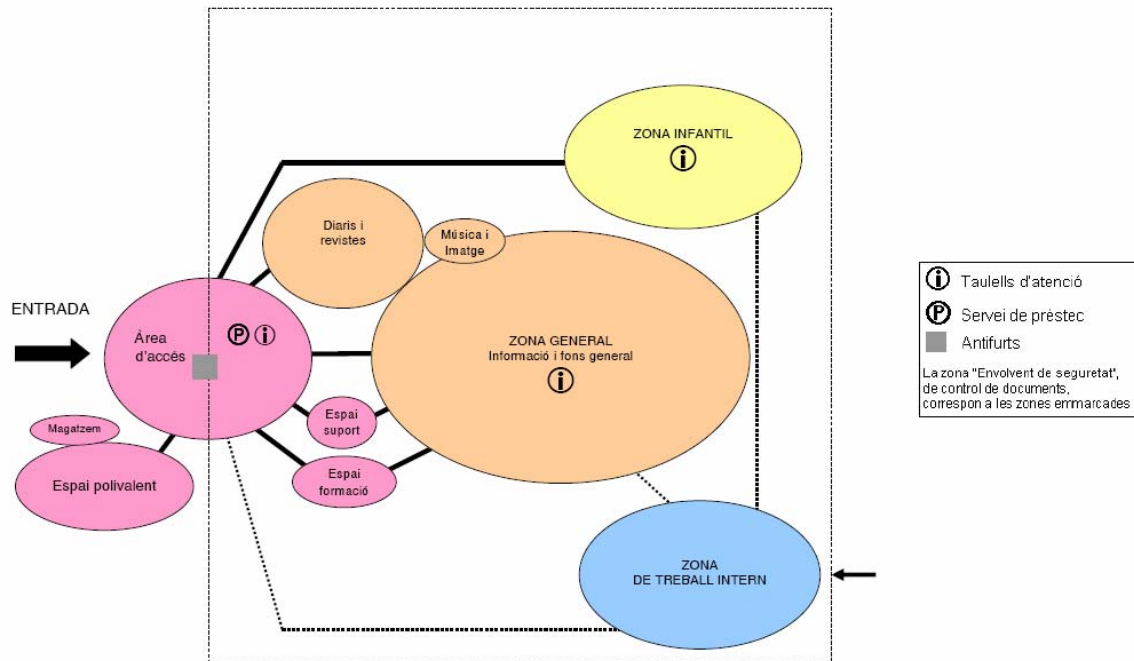 ZONA INFANTIL
Diaris i
revistes
Música i
Imatge
ENTRADA
Àrea
d'accés
P i
ZONA GENERAL
Informació i fons general
Espai
suport
Magatzem
Espai polivalent
Espai
formació
ZONA
DE TREBALL INTERN
i Taulells d'atenció
P Servei de préstec
Antifurts
La zona "Envolvent de seguretat",
de control de documents,
correspon a les zones emmarcades